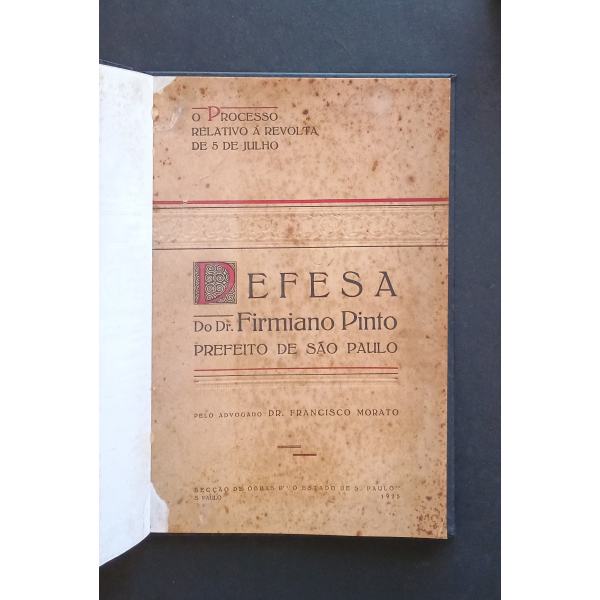 O PROCESSO
RELATIVO Á REVOLTA
DE 5 DE JULHO
DEFESA
Do Dr. Firmiano Pinto
PREFEITO DE SÃO PAULO
PELO ADVOGADO DR. FRANCISCO MORATO
SECÇÃO DE OBRAS D'"O ESTADO DE S. PAULO"
S. PAULO 1925